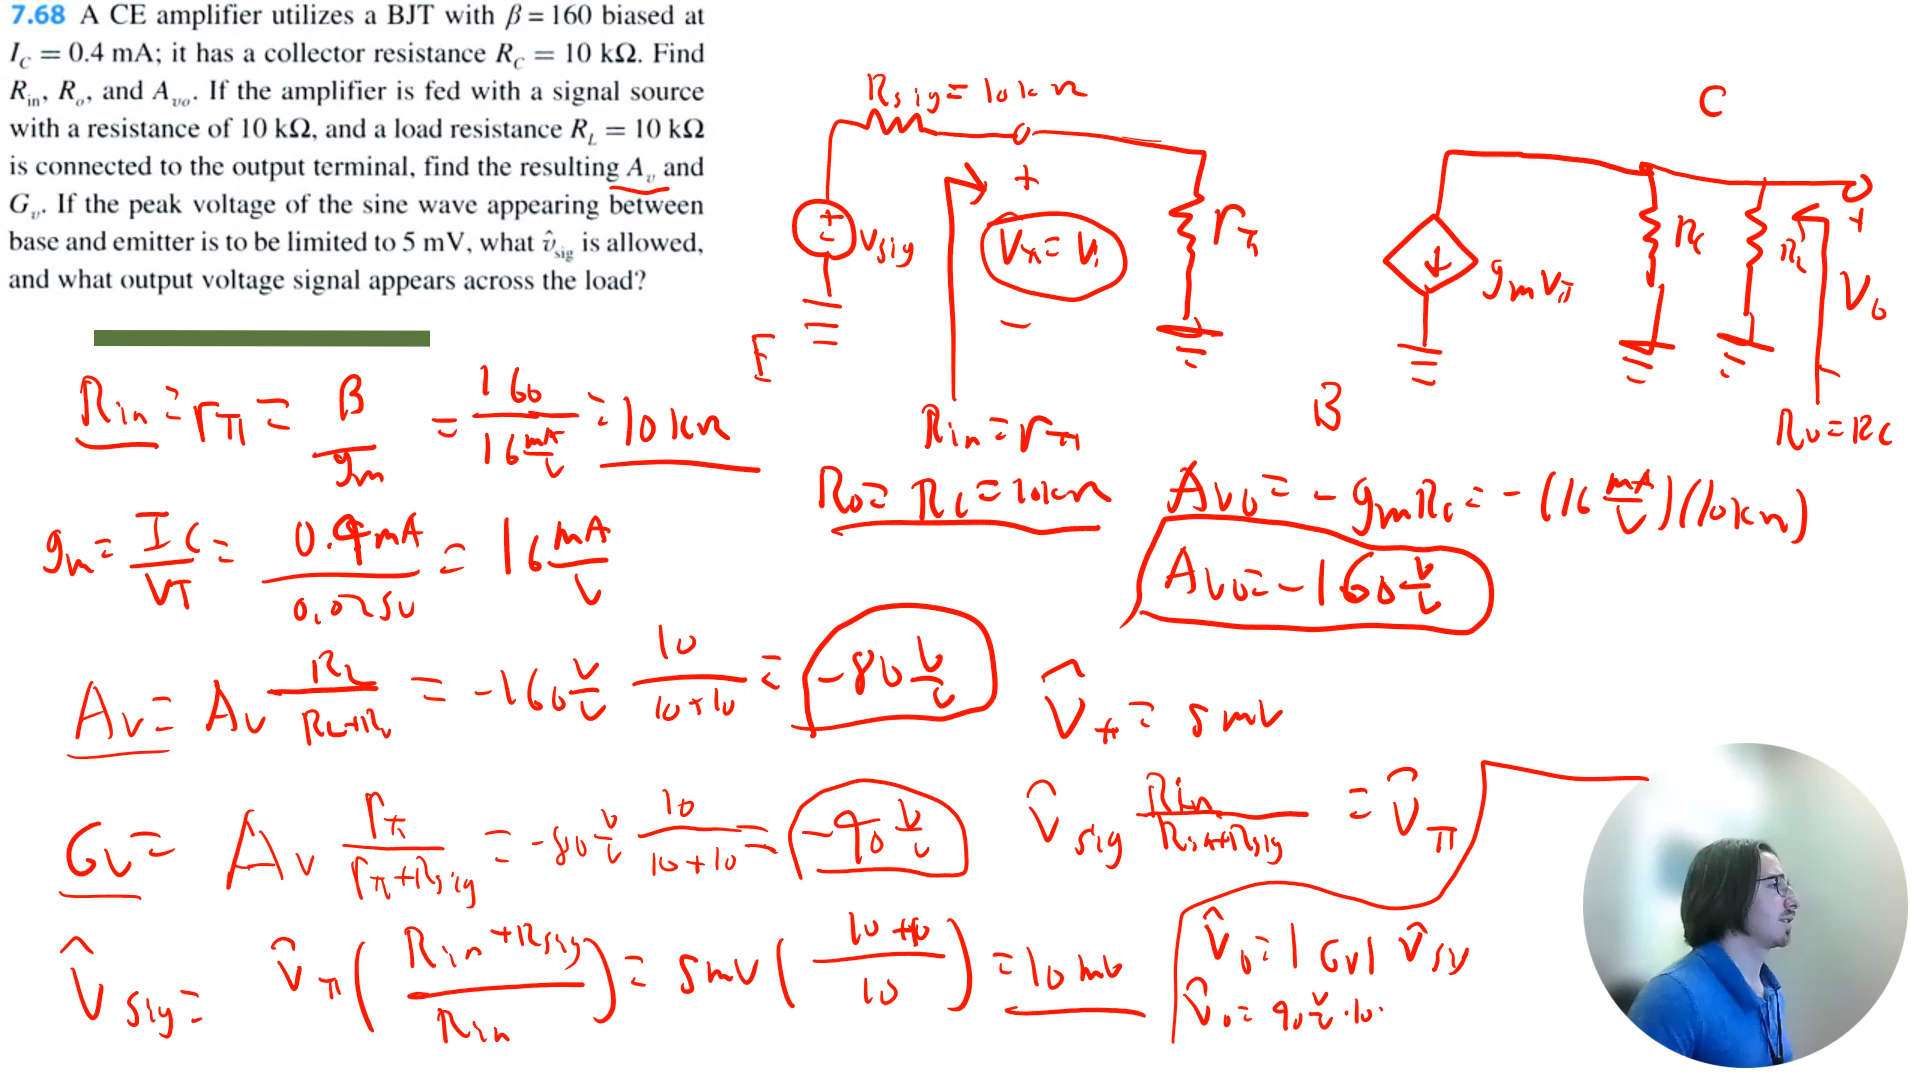 7.68 A CE amplifier utilizes a BJT with β = 160 biased at
I_C = 0.4 mA; it has a collector resistance R_C = 10 kΩ. Find
R_in, R_o, and A_vo. If the amplifier is fed with a signal source
with a resistance of 10 kΩ, and a load resistance R_L = 10 kΩ
is connected to the output terminal, find the resulting A_v and
G_v. If the peak voltage of the sine wave appearing between
base and emitter is to be limited to 5 mV, what v̂_sig is allowed,
and what output voltage signal appears across the load?
Rsig = 10kΩ
C
+
Vsig
Vπ = Vi
rπ
−
gmVπ
Rc
RL
+
Vo
−
E
B
Rin = rπ
Ro = Rc
Rin = rπ = β/gm = 160/(16 mA/V) = 10kΩ
Ro = Rc = 10kΩ
Avo = −gmRc = −(16 mA/V)(10kΩ)
gm = Ic/VT = 0.4mA/0.025V = 16 mA/V
Avo = −160 V/V
Av = Av RL/(RL+Ro) = −160 V/V 10/(10+10) = −80 V/V
V̂π = 5mV
Gv = Av rπ/(rπ+Rsig) = −80 V/V 10/(10+10) = −40 V/V
V̂sig Rin/(Rin+Rsig) = V̂π
V̂sig = V̂π((Rin+Rsig)/Rin) = 5mV((10+10)/10) = 10mV
V̂o = |Gv| V̂sig
V̂o = 40 V/V · 10